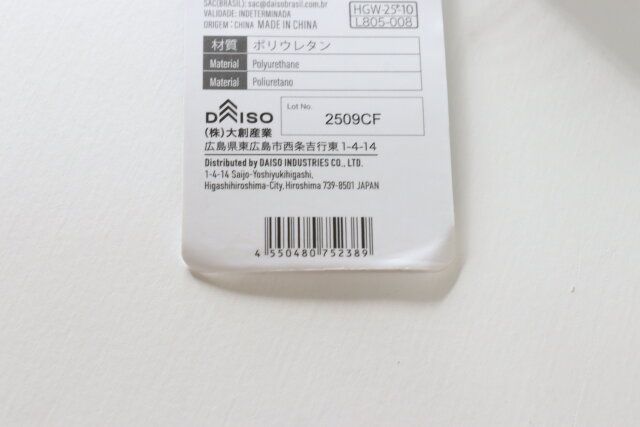 SAC(BRASIL): sac@daisobrasil.com.br
VALIDADE: INDETERMINADA
ORIGEM : CHINA MADE IN CHINA
HGW-25*10
L805-008
材質 ポリウレタン
Material Polyurethane
Material Poliuretano
DAISO
Lot No.
2509CF
(株)大創産業
広島県東広島市西条吉行東1-4-14
Distributed by DAISO INDUSTRIES CO., LTD.
1-4-14 Saijo-Yoshiyukihigashi,
Higashihiroshima-City, Hiroshima 739-8501 JAPAN
4 550480 752389